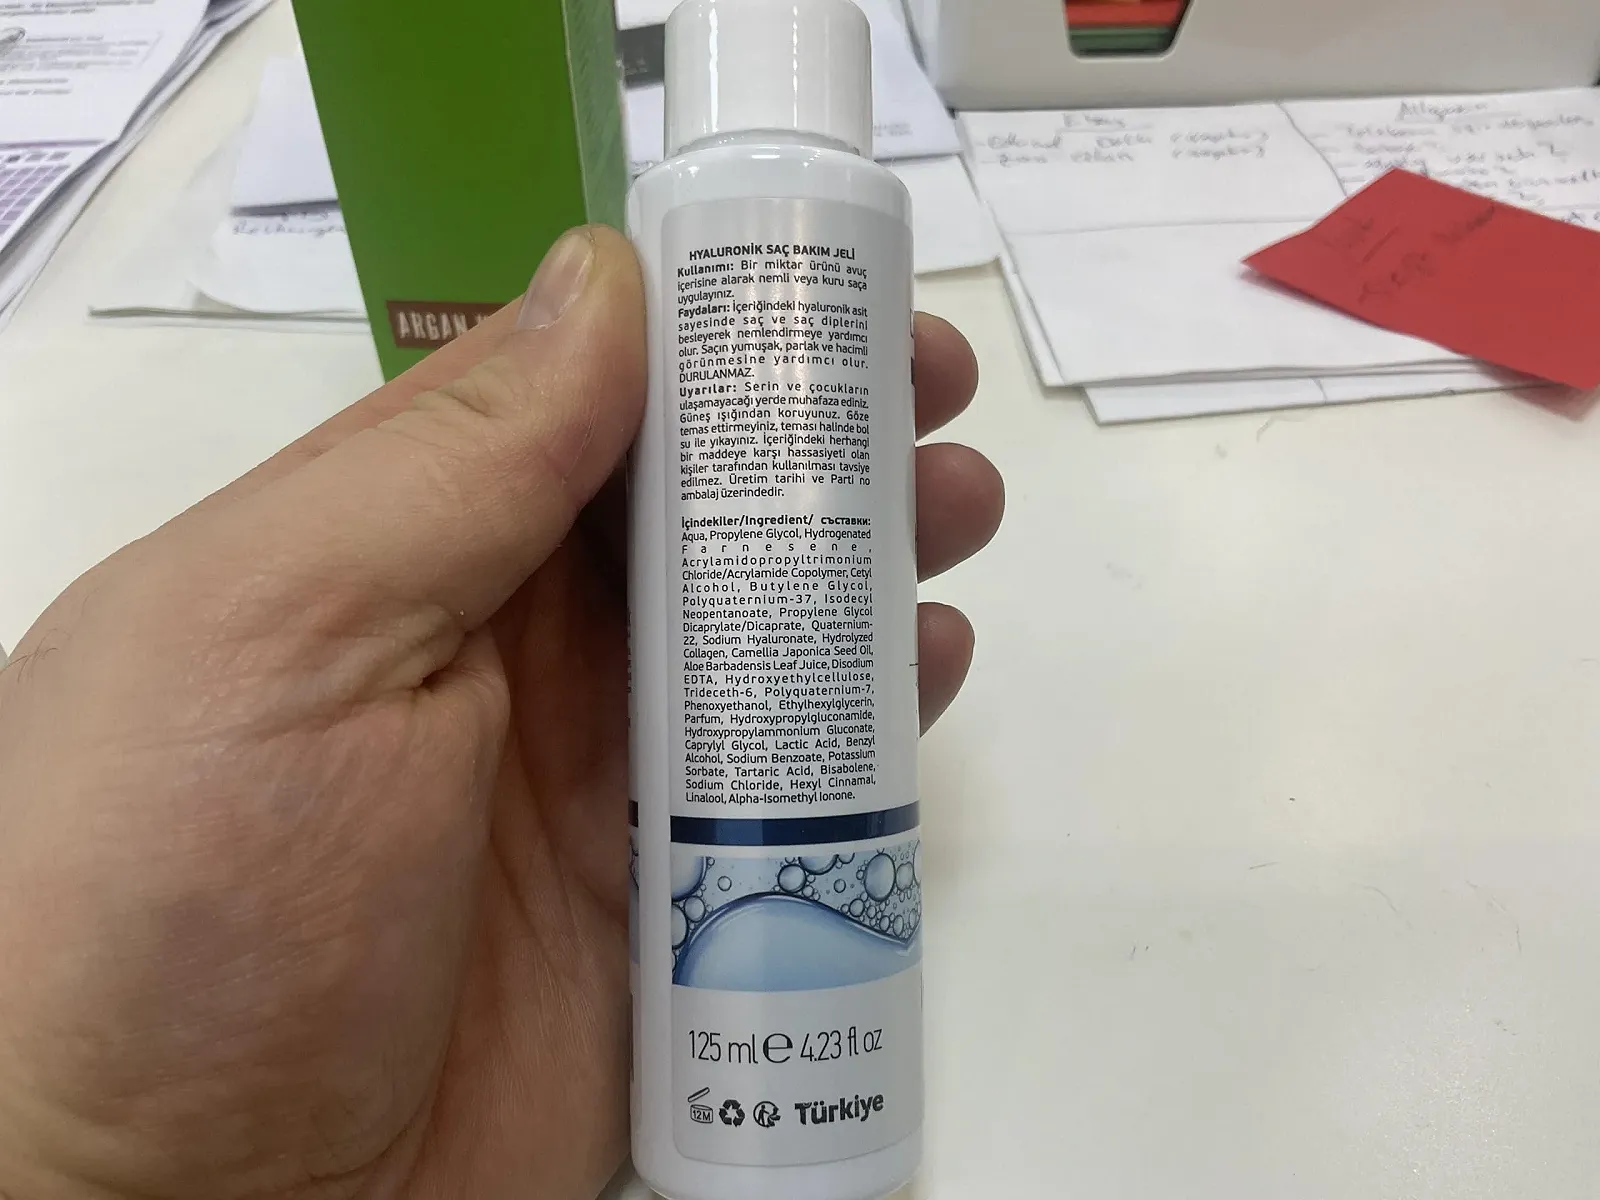 HYALURONİK SAÇ BAKIM JELİ
Kullanımı: Bir miktar ürünü avuç
içerisine alarak nemli veya kuru saça
uygulayınız.
Faydaları: İçeriğindeki hyaluronik asit
sayesinde saç ve saç diplerini
besleyerek nemlendirmeye yardımcı
olur. Saçın yumuşak, parlak ve hacimli
görünmesine yardımcı olur.
DURULANMAZ.
Uyarılar: Serin ve çocukların
ulaşamayacağı yerde muhafaza ediniz.
Güneş ışığından koruyunuz. Göze
temas ettirmeyiniz, teması halinde bol
su ile yıkayınız. İçeriğindeki herhangi
bir maddeye karşı hassasiyeti olan
kişiler tarafından kullanılması tavsiye
edilmez. Üretim tarihi ve Parti no
ambalaj üzerindedir.
İçindekiler/Ingredient/ съставки:
Aqua, Propylene Glycol, Hydrogenated
Farnesene,
Acrylamidopropyltrimonium
Chloride/Acrylamide Copolymer, Cetyl
Alcohol, Butylene Glycol,
Polyquaternium-37, Isodecyl
Neopentanoate, Propylene Glycol
Dicaprylate/Dicaprate, Quaternium-
22, Sodium Hyaluronate, Hydrolyzed
Collagen, Camellia Japonica Seed Oil,
Aloe Barbadensis Leaf Juice, Disodium
EDTA, Hydroxyethylcellulose,
Trideceth-6, Polyquaternium-7,
Phenoxyethanol, Ethylhexylglycerin,
Parfum, Hydroxypropylgluconamide,
Hydroxypropylammonium Gluconate,
Caprylyl Glycol, Lactic Acid, Benzyl
Alcohol, Sodium Benzoate, Potassium
Sorbate, Tartaric Acid, Bisabolene,
Sodium Chloride, Hexyl Cinnamal,
Linalool, Alpha-Isomethyl Ionone.
125 ml e 4.23 fl oz
12M Türkiye
ARGAN